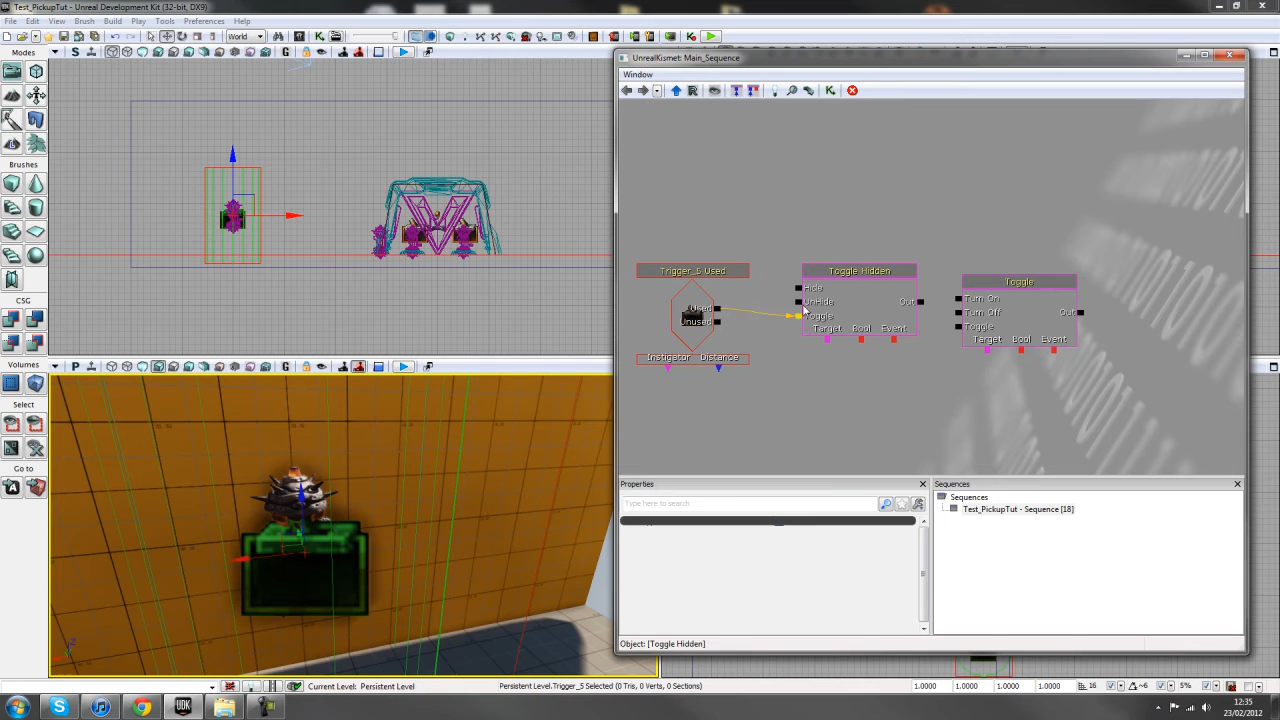 Test_PickupTut - Unreal Development Kit (32-bit, DX9)
File Edit View Brush Build Play Tools Preferences Help
World
Modes
Brushes
CSG
Volumes
Select
Go to
S
G
P
G
UnrealKismet: Main_Sequence
Window
Trigger_5 Used
Used
Unused
Instigator Distance
Toggle Hidden
Hide
UnHide
Toggle
Out
Target Bool Event
Toggle
Turn On
Turn Off
Toggle
Out
Target Bool Event
Properties
Type here to search
Sequences
Sequences
Test_PickupTut - Sequence [18]
Object: [Toggle Hidden]
Z
Current Level: Persistent Level
Persistent Level.Trigger_5 Selected (0 Tris, 0 Verts, 0 Sections)
1.0000 1.0000 1.0000 1.0000 16 ~6 5%
UDK
12:35
23/02/2012